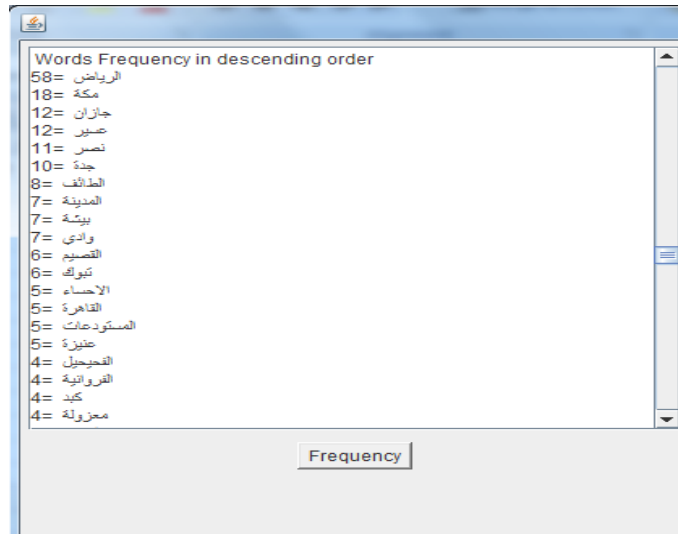 Words Frequency in descending order
58= الرياض
18= مكة
12= جازان
12= عسير
11= نصر
10= جدة
8= الطائف
7= المدينة
7= بيشة
7= وادي
6= القصيم
6= تبوك
5= الاحساء
5= القاهرة
5= المستودعات
5= عنيزة
4= الفحيحيل
4= الفروانية
4= كبد
4= معزولة
Frequency